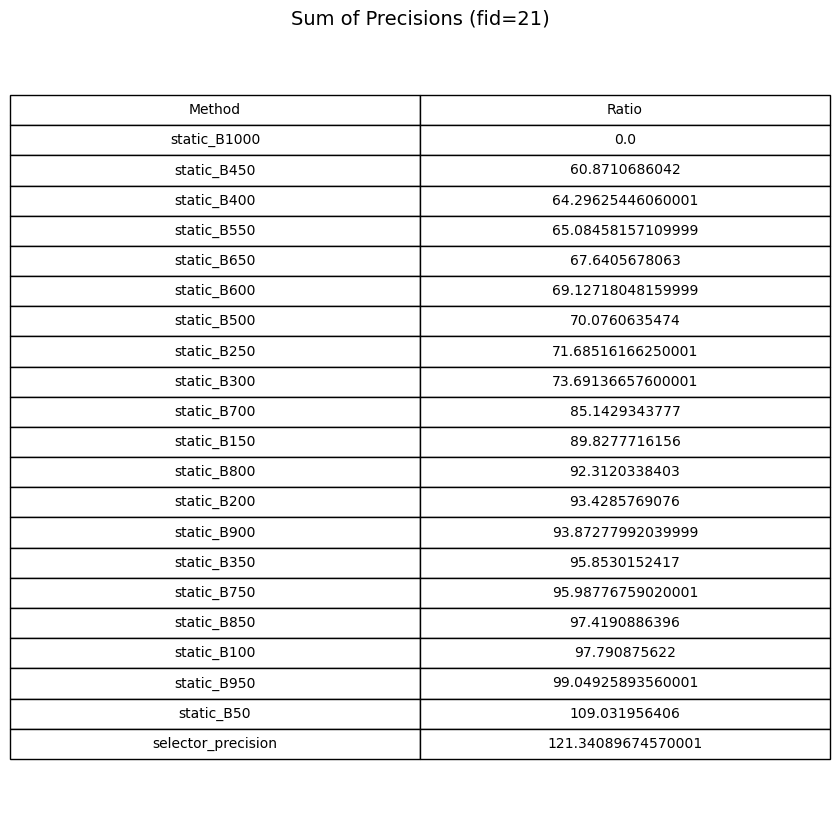 Sum of Precisions (fid=21)
Method Ratio
static_B1000 0.0
static_B450 60.8710686042
static_B400 64.29625446060001
static_B550 65.08458157109999
static_B650 67.6405678063
static_B600 69.12718048159999
static_B500 70.0760635474
static_B250 71.68516166250001
static_B300 73.69136657600001
static_B700 85.1429343777
static_B150 89.8277716156
static_B800 92.3120338403
static_B200 93.4285769076
static_B900 93.87277992039999
static_B350 95.8530152417
static_B750 95.98776759020001
static_B850 97.4190886396
static_B100 97.790875622
static_B950 99.04925893560001
static_B50 109.031956406
selector_precision 121.34089674570001